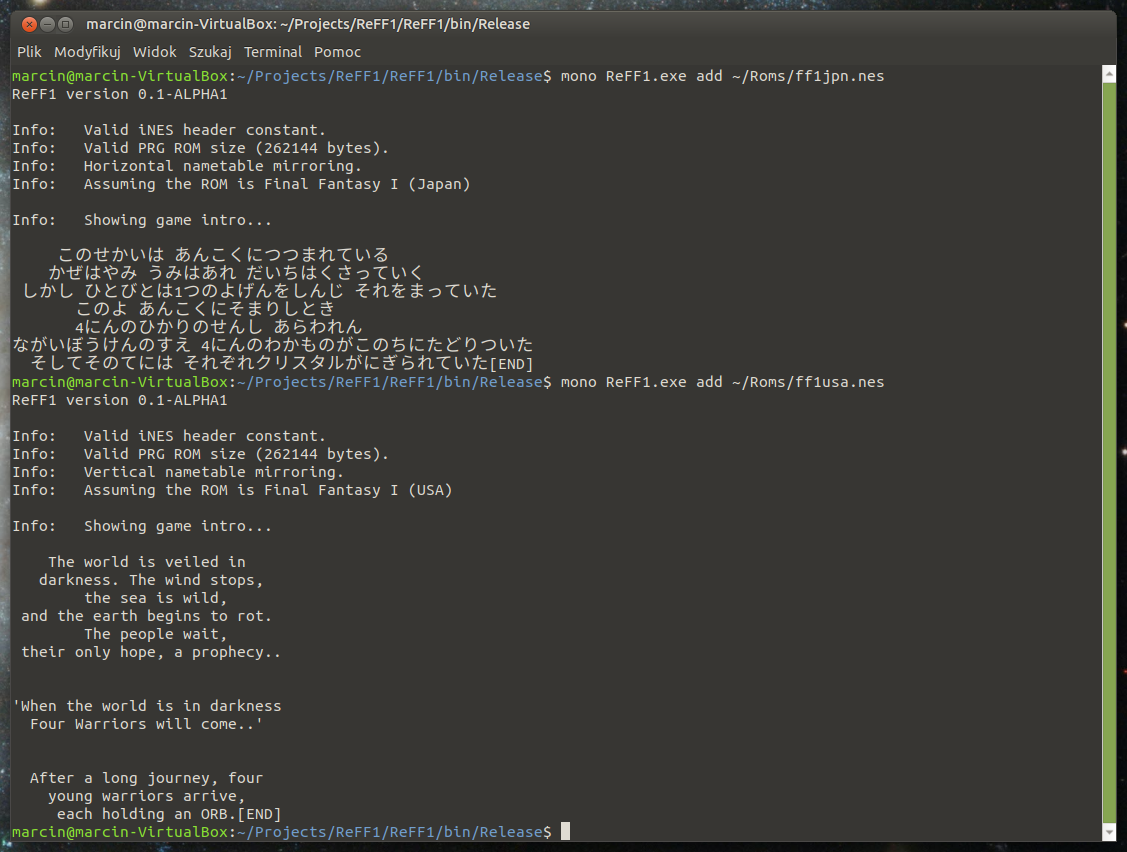 marcin@marcin-VirtualBox: ~/Projects/ReFF1/ReFF1/bin/Release
Plik Modyfikuj Widok Szukaj Terminal Pomoc
marcin@marcin-VirtualBox:~/Projects/ReFF1/ReFF1/bin/Release$ mono ReFF1.exe add ~/Roms/ff1jpn.nes
ReFF1 version 0.1-ALPHA1
Info: Valid iNES header constant.
Info: Valid PRG ROM size (262144 bytes).
Info: Horizontal nametable mirroring.
Info: Assuming the ROM is Final Fantasy I (Japan)
Info: Showing game intro...
このせかいは あんこくにつつまれている
かぜはやみ うみはあれ だいちはくさっていく
しかし ひとびとは1つのよげんをしんじ それをまっていた
このよ あんこくにそまりしとき
4にんのひかりのせんし あらわれん
ながいぼうけんのすえ 4にんのわかものがこのちにたどりついた
そしてそのてには それぞれクリスタルがにぎられていた[END]
marcin@marcin-VirtualBox:~/Projects/ReFF1/ReFF1/bin/Release$ mono ReFF1.exe add ~/Roms/ff1usa.nes
ReFF1 version 0.1-ALPHA1
Info: Valid iNES header constant.
Info: Valid PRG ROM size (262144 bytes).
Info: Vertical nametable mirroring.
Info: Assuming the ROM is Final Fantasy I (USA)
Info: Showing game intro...
The world is veiled in
darkness. The wind stops,
the sea is wild,
and the earth begins to rot.
The people wait,
their only hope, a prophecy..
'When the world is in darkness
Four Warriors will come..'
After a long journey, four
young warriors arrive,
each holding an ORB.[END]
marcin@marcin-VirtualBox:~/Projects/ReFF1/ReFF1/bin/Release$